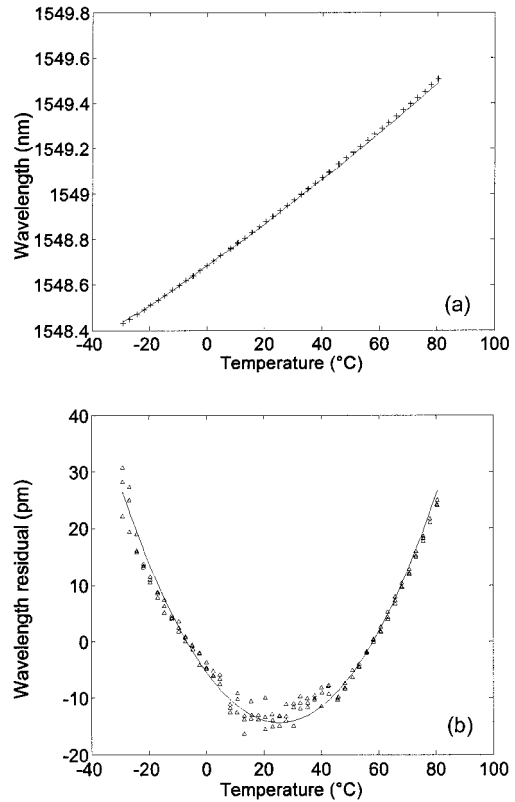 1549.8
1549.6
1549.4
1549.2
1549
1548.8
1548.6
1548.4
Wavelength (nm)
(a)
-40 -20 0 20 40 60 80 100
Temperature (°C)
40
30
20
10
0
-10
-20
Wavelength residual (pm)
(b)
-40 -20 0 20 40 60 80 100
Temperature (°C)